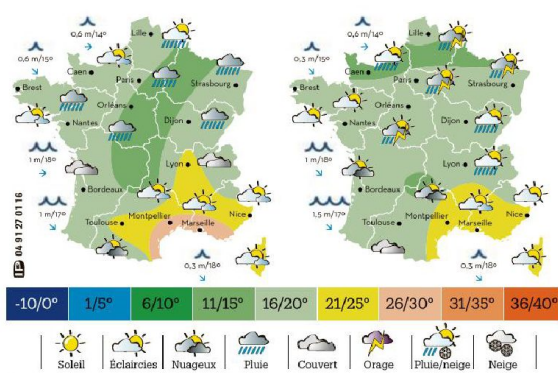 0,6 m/14°
Lille
0,6 m/15°
Caen
Paris
Strasbourg
Brest
Orléans
Nantes
Dijon
1 m/18°
Lyon
Bordeaux
1 m/17°
Toulouse
Montpellier
Nice
Marseille
0,3 m/18°
04 91 27 01 16
0,6 m/14°
Lille
0,3 m/15°
Caen
Paris
Strasbourg
Brest
Orléans
Nantes
Dijon
1 m/18°
Lyon
Bordeaux
1,5 m/17°
Toulouse
Montpellier
Nice
Marseille
0,3 m/18°
-10/0° 1/5° 6/10° 11/15° 16/20° 21/25° 26/30° 31/35° 36/40°
Soleil Éclaircies Nuageux Pluie Couvert Orage Pluie/neige Neige